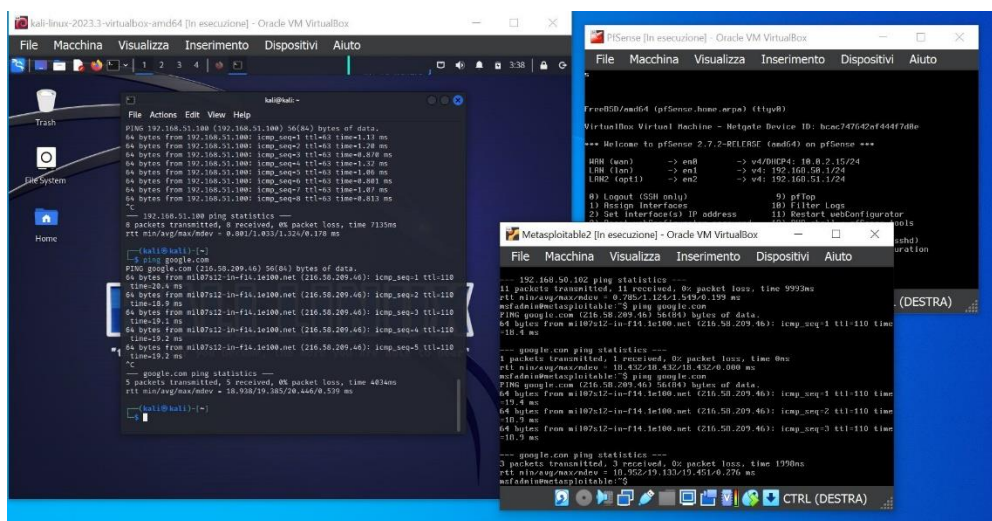 kali-linux-2023.3-virtualbox-amd64 [In esecuzione] - Oracle VM VirtualBox
File Macchina Visualizza Inserimento Dispositivi Aiuto
1 2 3 4
3:38
Trash
File System
Home
kali@kali: ~
File Actions Edit View Help
PING 192.168.51.100 (192.168.51.100) 56(84) bytes of data.
64 bytes from 192.168.51.100: icmp_seq=1 ttl=63 time=1.13 ms
64 bytes from 192.168.51.100: icmp_seq=2 ttl=63 time=1.20 ms
64 bytes from 192.168.51.100: icmp_seq=3 ttl=63 time=0.870 ms
64 bytes from 192.168.51.100: icmp_seq=4 ttl=63 time=1.32 ms
64 bytes from 192.168.51.100: icmp_seq=5 ttl=63 time=1.06 ms
64 bytes from 192.168.51.100: icmp_seq=6 ttl=63 time=0.801 ms
64 bytes from 192.168.51.100: icmp_seq=7 ttl=63 time=1.07 ms
64 bytes from 192.168.51.100: icmp_seq=8 ttl=63 time=0.813 ms
^C
— 192.168.51.100 ping statistics —
8 packets transmitted, 8 received, 0% packet loss, time 7135ms
rtt min/avg/max/mdev = 0.801/1.033/1.324/0.178 ms
(kali㉿kali)-[~]
$ ping google.com
PING google.com (216.58.209.46) 56(84) bytes of data.
64 bytes from mil07s12-in-f14.1e100.net (216.58.209.46): icmp_seq=1 ttl=110
time=20.4 ms
64 bytes from mil07s12-in-f14.1e100.net (216.58.209.46): icmp_seq=2 ttl=110
time=18.9 ms
64 bytes from mil07s12-in-f14.1e100.net (216.58.209.46): icmp_seq=3 ttl=110
time=19.1 ms
64 bytes from mil07s12-in-f14.1e100.net (216.58.209.46): icmp_seq=4 ttl=110
time=19.2 ms
64 bytes from mil07s12-in-f14.1e100.net (216.58.209.46): icmp_seq=5 ttl=110
time=19.2 ms
^C
— google.com ping statistics —
5 packets transmitted, 5 received, 0% packet loss, time 4034ms
rtt min/avg/max/mdev = 18.938/19.385/20.446/0.539 ms
(kali㉿kali)-[~]
$
PfSense [In esecuzione] - Oracle VM VirtualBox
File Macchina Visualizza Inserimento Dispositivi Aiuto
FreeBSD/amd64 (pfSense.home.arpa) (ttyv0)
VirtualBox Virtual Machine - Netgate Device ID: bcac747642af444f7d0e
*** Welcome to pfSense 2.7.2-RELEASE (amd64) on pfSense ***
WAN (wan) -> em0 -> v4/DHCP4: 10.0.2.15/24
LAN (lan) -> em1 -> v4: 192.168.50.1/24
LAN2 (opt1) -> em2 -> v4: 192.168.51.1/24
0) Logout (SSH only) 9) pfTop
1) Assign Interfaces 10) Filter Logs
2) Set interface(s) IP address 11) Restart webConfigurator
(DESTRA)
Metasploitable2 [In esecuzione] - Oracle VM VirtualBox
File Macchina Visualizza Inserimento Dispositivi Aiuto
--- 192.168.50.102 ping statistics ---
11 packets transmitted, 11 received, 0% packet loss, time 9993ms
rtt min/avg/max/mdev = 0.785/1.124/1.549/0.199 ms
msfadmin@metasploitable:~$ ping google.com
PING google.com (216.58.209.46) 56(84) bytes of data.
64 bytes from mil07s12-in-f14.1e100.net (216.58.209.46): icmp_seq=1 ttl=110 time
=18.4 ms
--- google.com ping statistics ---
1 packets transmitted, 1 received, 0% packet loss, time 0ms
rtt min/avg/max/mdev = 18.432/18.432/18.432/0.000 ms
msfadmin@metasploitable:~$ ping google.com
PING google.com (216.58.209.46) 56(84) bytes of data.
64 bytes from mil07s12-in-f14.1e100.net (216.58.209.46): icmp_seq=1 ttl=110 time
=19.4 ms
64 bytes from mil07s12-in-f14.1e100.net (216.58.209.46): icmp_seq=2 ttl=110 time
=18.9 ms
64 bytes from mil07s12-in-f14.1e100.net (216.58.209.46): icmp_seq=3 ttl=110 time
=18.9 ms
--- google.com ping statistics ---
3 packets transmitted, 3 received, 0% packet loss, time 1998ms
rtt min/avg/max/mdev = 18.952/19.133/19.451/0.276 ms
msfadmin@metasploitable:~$
CTRL (DESTRA)